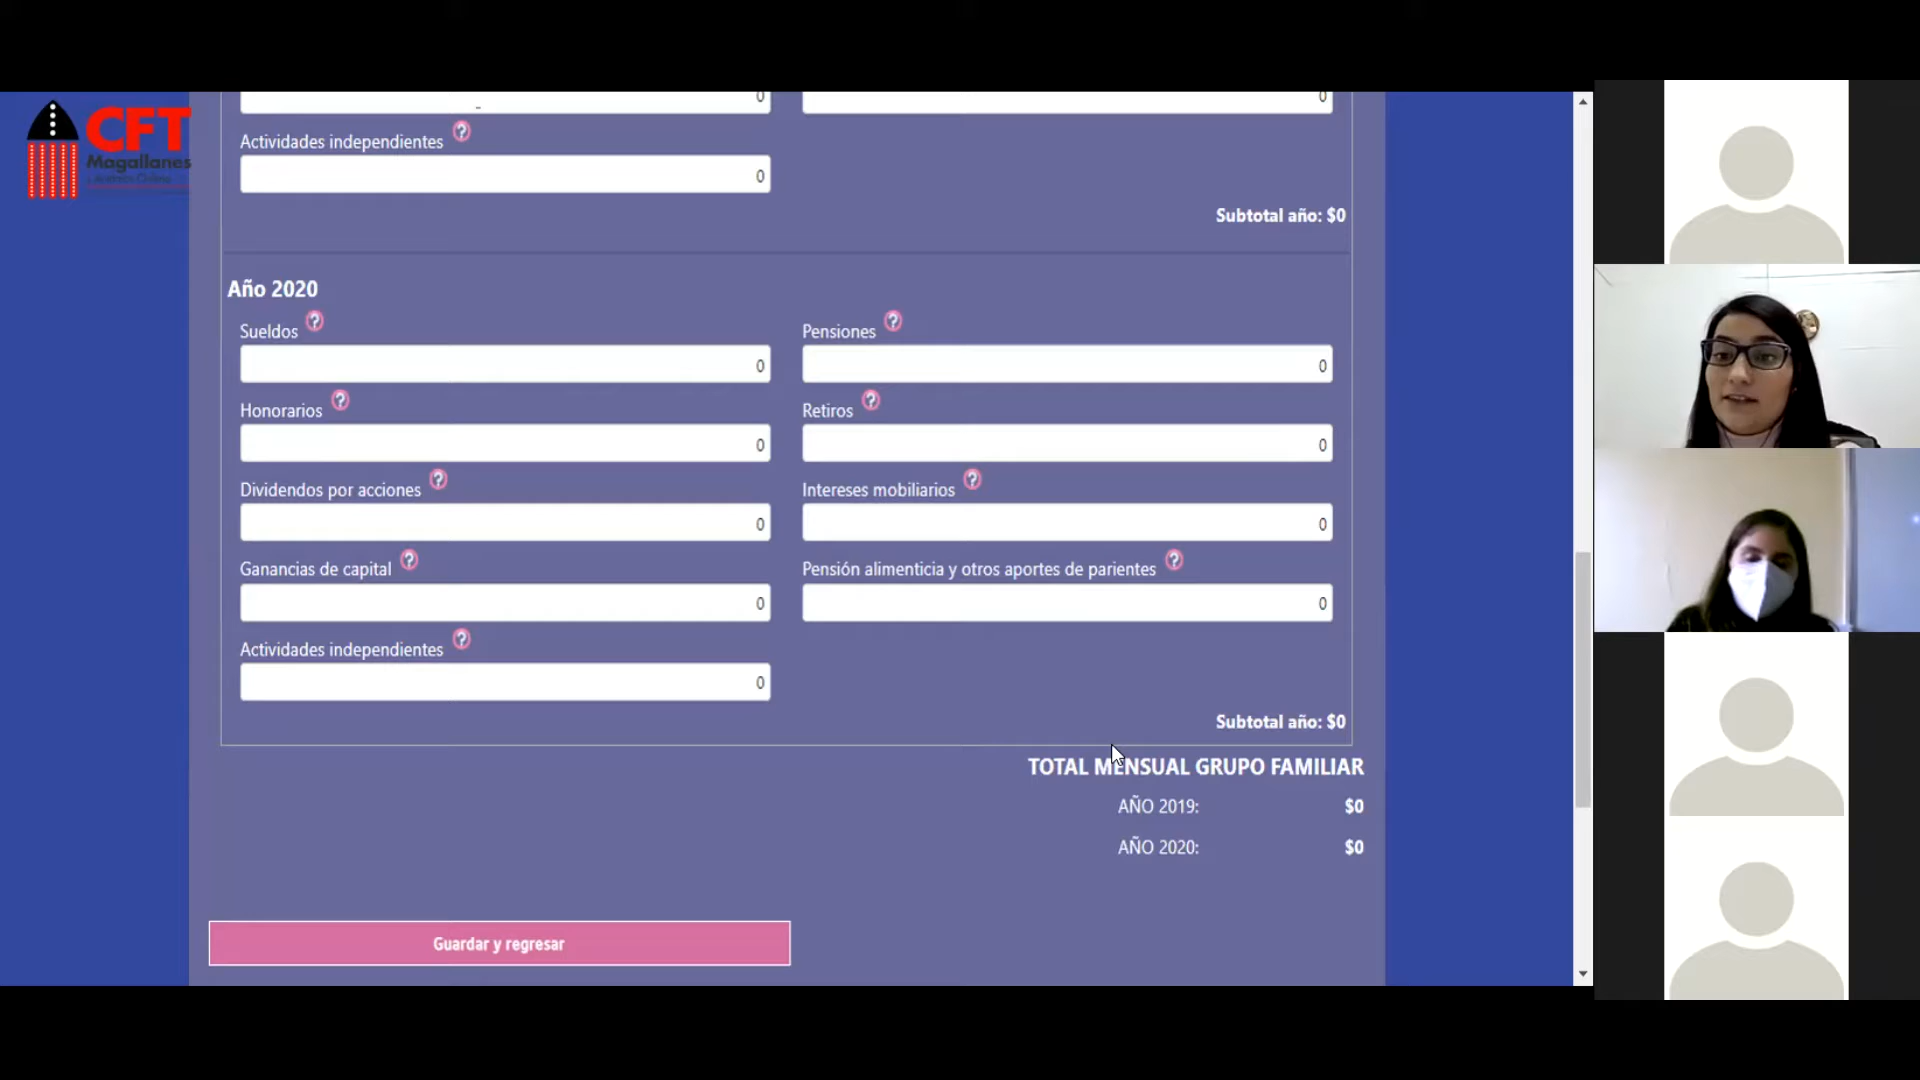 CFT
Magallanes
0
0
Actividades independientes ?
0
Subtotal año: $0
Año 2020
Sueldos ? Pensiones ?
0 0
Honorarios ? Retiros ?
0 0
Dividendos por acciones ? Intereses mobiliarios ?
0 0
Ganancias de capital ? Pensión alimenticia y otros aportes de parientes ?
0 0
Actividades independientes ?
0
Subtotal año: $0
TOTAL MENSUAL GRUPO FAMILIAR
AÑO 2019: $0
AÑO 2020: $0
Guardar y regresar